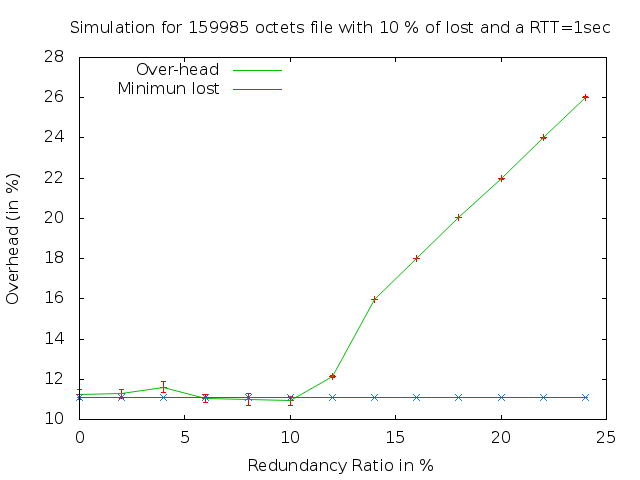 Simulation for 159985 octets file with 10 % of lost and a RTT=1sec
28
26
24
22
20
18
16
14
12
10
Overhead (in %)
Over-head
Minimun lost
0 5 10 15 20 25
Redundancy Ratio in %